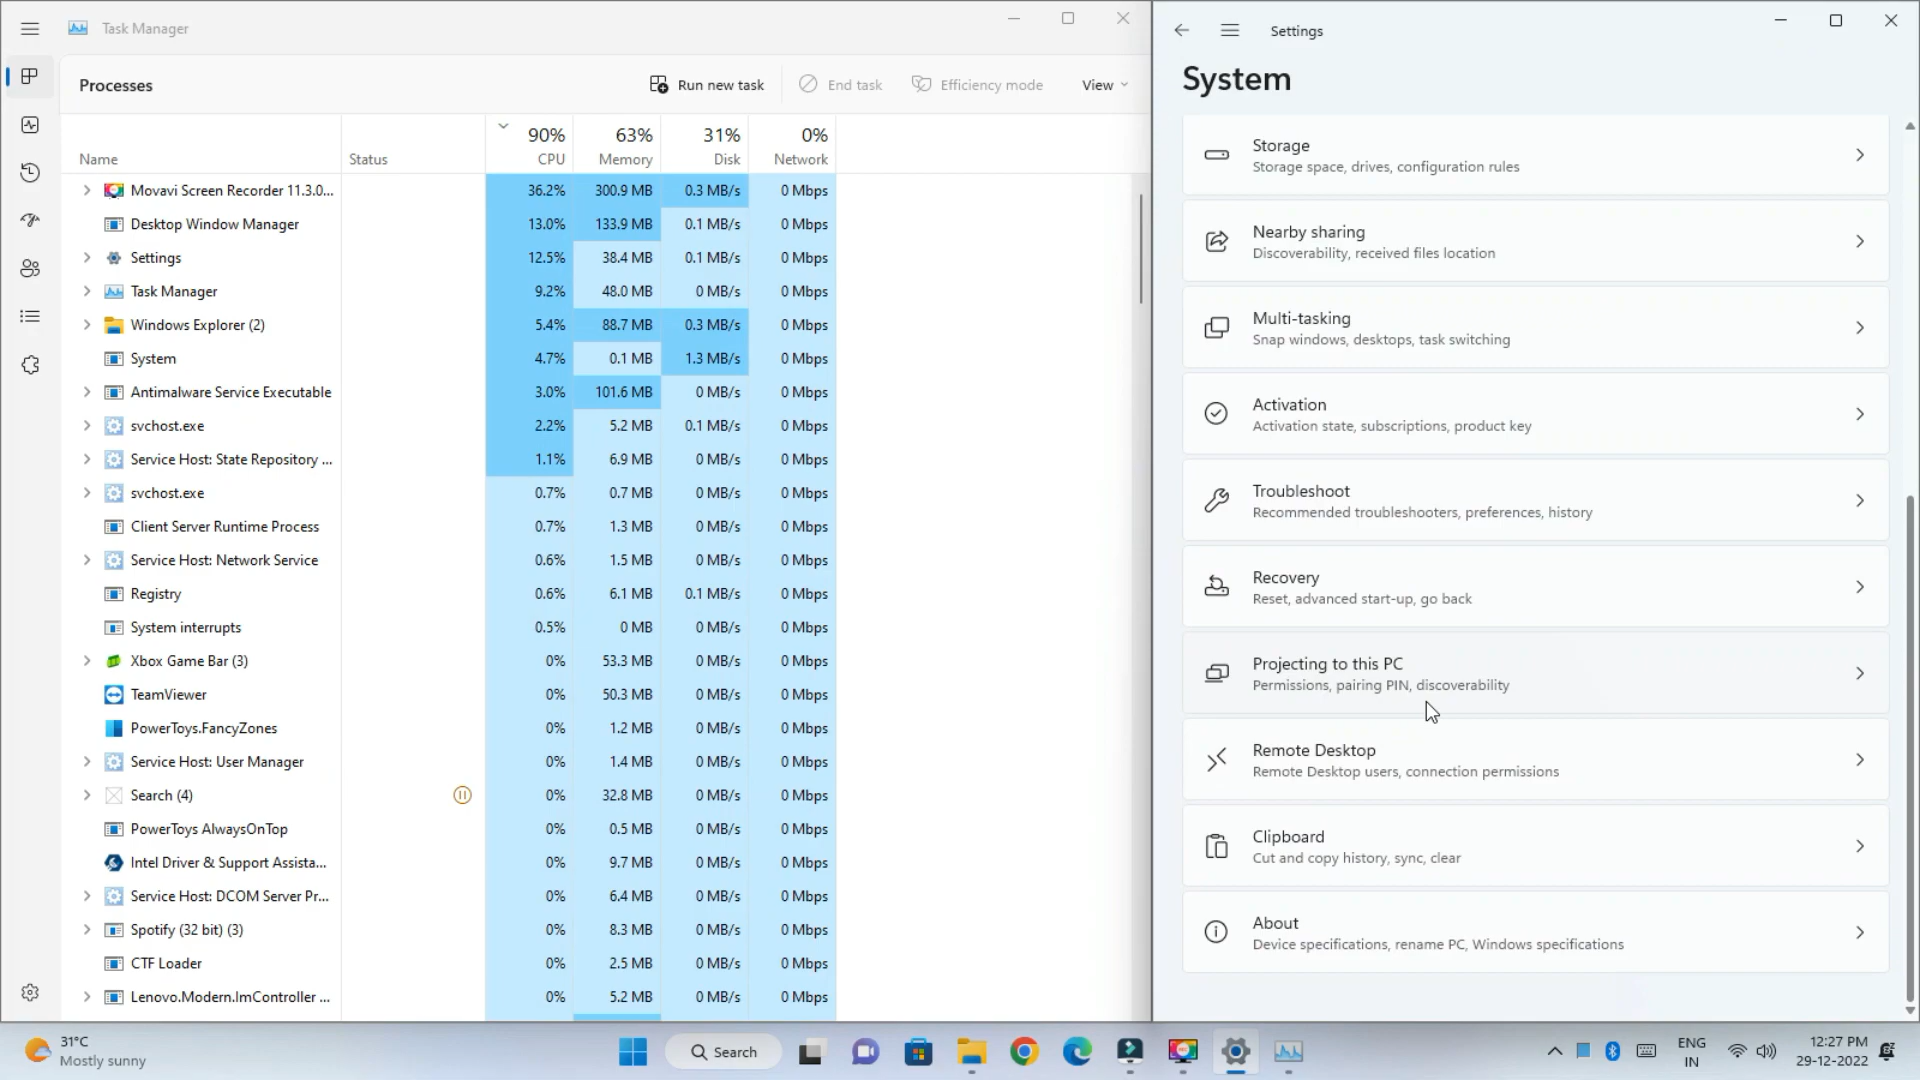 Task Manager
Processes
Run new task
End task
Efficiency mode
View
Name
Status
90%
CPU
63%
Memory
31%
Disk
0%
Network
Movavi Screen Recorder 11.3.0... 36.2% 300.9 MB 0.3 MB/s 0 Mbps
Desktop Window Manager 13.0% 133.9 MB 0.1 MB/s 0 Mbps
Settings 12.5% 38.4 MB 0.1 MB/s 0 Mbps
Task Manager 9.2% 48.0 MB 0 MB/s 0 Mbps
Windows Explorer (2) 5.4% 88.7 MB 0.3 MB/s 0 Mbps
System 4.7% 0.1 MB 1.3 MB/s 0 Mbps
Antimalware Service Executable 3.0% 101.6 MB 0 MB/s 0 Mbps
svchost.exe 2.2% 5.2 MB 0.1 MB/s 0 Mbps
Service Host: State Repository ... 1.1% 6.9 MB 0 MB/s 0 Mbps
svchost.exe 0.7% 0.7 MB 0 MB/s 0 Mbps
Client Server Runtime Process 0.7% 1.3 MB 0 MB/s 0 Mbps
Service Host: Network Service 0.6% 1.5 MB 0 MB/s 0 Mbps
Registry 0.6% 6.1 MB 0.1 MB/s 0 Mbps
System interrupts 0.5% 0 MB 0 MB/s 0 Mbps
Xbox Game Bar (3) 0% 53.3 MB 0 MB/s 0 Mbps
TeamViewer 0% 50.3 MB 0 MB/s 0 Mbps
PowerToys.FancyZones 0% 1.2 MB 0 MB/s 0 Mbps
Service Host: User Manager 0% 1.4 MB 0 MB/s 0 Mbps
Search (4) 0% 32.8 MB 0 MB/s 0 Mbps
PowerToys AlwaysOnTop 0% 0.5 MB 0 MB/s 0 Mbps
Intel Driver & Support Assista... 0% 9.7 MB 0 MB/s 0 Mbps
Service Host: DCOM Server Pr... 0% 6.4 MB 0 MB/s 0 Mbps
Spotify (32 bit) (3) 0% 8.3 MB 0 MB/s 0 Mbps
CTF Loader 0% 2.5 MB 0 MB/s 0 Mbps
Lenovo.Modern.ImController ... 0% 5.2 MB 0 MB/s 0 Mbps
Settings
System
Storage
Storage space, drives, configuration rules
Nearby sharing
Discoverability, received files location
Multi-tasking
Snap windows, desktops, task switching
Activation
Activation state, subscriptions, product key
Troubleshoot
Recommended troubleshooters, preferences, history
Recovery
Reset, advanced start-up, go back
Projecting to this PC
Permissions, pairing PIN, discoverability
Remote Desktop
Remote Desktop users, connection permissions
Clipboard
Cut and copy history, sync, clear
About
Device specifications, rename PC, Windows specifications
31°C
Mostly sunny
Search
ENG
IN
12:27 PM
29-12-2022